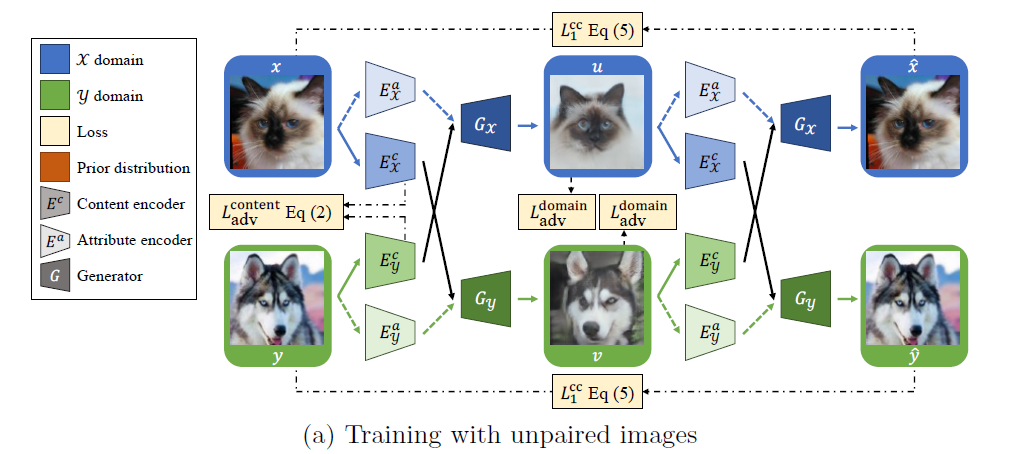 𝒳 domain
𝒴 domain
Loss
Prior distribution
E^c Content encoder
E^a Attribute encoder
G Generator
L_1^cc Eq (5)
x
E_𝒳^a
E_𝒳^c
G_𝒳
u
E_𝒳^a
E_𝒳^c
G_𝒳
x̂
L_adv^content Eq (2)
L_adv^domain
L_adv^domain
E_𝒴^c
E_𝒴^a
G_𝒴
E_𝒴^c
E_𝒴^a
G_𝒴
y
v
ŷ
L_1^cc Eq (5)
(a) Training with unpaired images